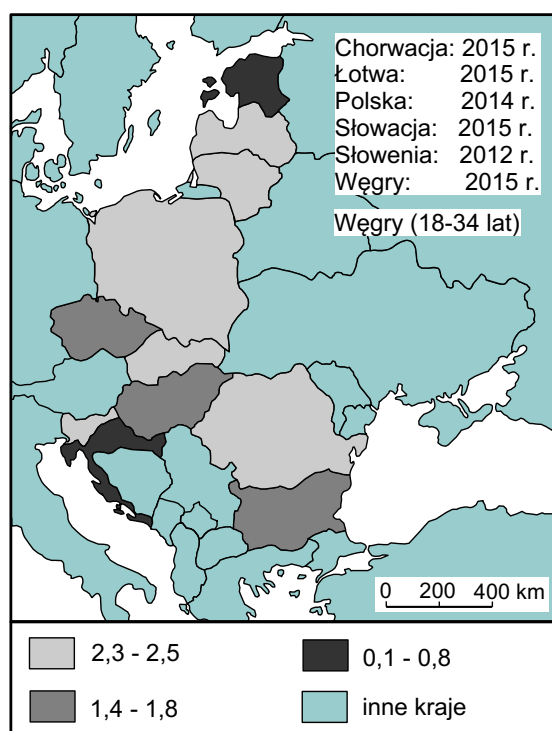 Chorwacja: 2015 r.
Łotwa: 2015 r.
Polska: 2014 r.
Słowacja: 2015 r.
Słowenia: 2012 r.
Węgry: 2015 r.
Węgry (18-34 lat)
0 200 400 km
2,3 - 2,5
0,1 - 0,8
1,4 - 1,8
inne kraje